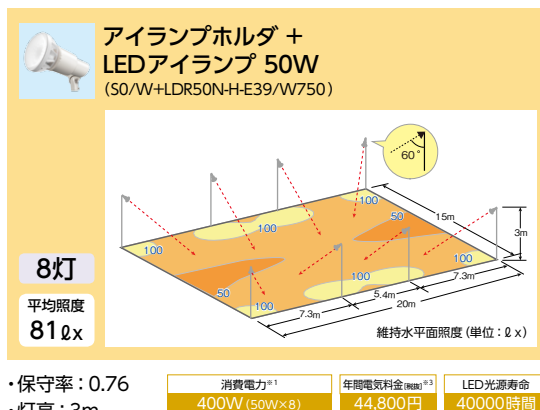 アイランプホルダ +
LEDアイランプ 50W
(S0/W+LDR50N-H-E39/W750)
60°
100
100
100
50
15m
3m
8灯
平均照度
81ℓx
50
100
100
100
7.3m
5.4m
7.3m
20m
維持水平面照度(単位:ℓx)
・保守率:0.76
・灯高:3m
消費電力※1
400W(50W×8)
年間電気料金[税抜]※3
44,800円
LED光源寿命
40000時間